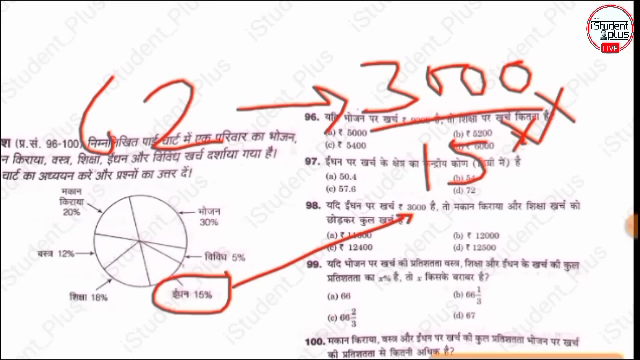 iStudent_Plus
LIVE
62 → 3000
15 xx
96. यदि भोजन पर खर्च ₹ 9000 है, तो शिक्षा पर खर्च कितना है
(a) ₹ 5000 (b) ₹ 5200
(c) ₹ 5400 (d) ₹ 6000
श (प्र.सं. 96-100) निम्नलिखित पाई चार्ट में एक परिवार का भोजन,
न किराया, वस्त्र, शिक्षा, ईंधन और विविध खर्च दर्शाया गया है।
चार्ट का अध्ययन करें और प्रश्नों का उत्तर दें।
मकान
किराया
20%
भोजन
30%
वस्त्र 12%
विविध 5%
शिक्षा 18%
ईंधन 15%
97. ईंधन पर खर्च के क्षेत्र का केन्द्रीय कोण है
(a) 50.4 (b) 54
(c) 57.6 (d) 72
98. यदि ईंधन पर खर्च ₹ 3000 है, तो मकान किराया और शिक्षा खर्च को
छोड़कर कुल खर्च है
(b) ₹ 12000
(c) ₹ 12400 (d) ₹ 12500
99. यदि भोजन पर खर्च की प्रतिशतता वस्त्र, शिक्षा और ईंधन के खर्च की कुल
प्रतिशतता का x% है, तो x किसके बराबर है?
(a) 66 (b) 66 1/3
(c) 66 2/3 (d) 67
100. मकान किराया, वस्त्र और ईंधन पर खर्च की कुल प्रतिशतता भोजन पर खर्च
की प्रतिशतता से कितनी अधिक है?